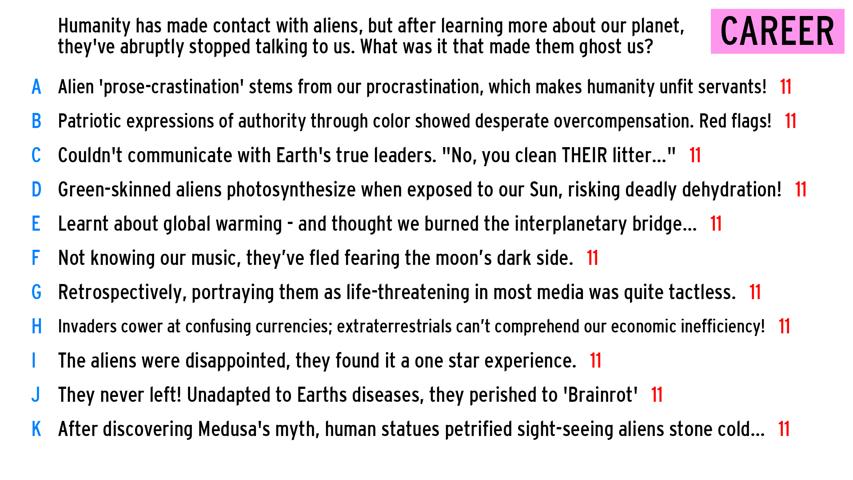 Humanity has made contact with aliens, but after learning more about our planet,
they've abruptly stopped talking to us. What was it that made them ghost us?
CAREER
A Alien 'prose-crastination' stems from our procrastination, which makes humanity unfit servants! 11
B Patriotic expressions of authority through color showed desperate overcompensation. Red flags! 11
C Couldn't communicate with Earth's true leaders. "No, you clean THEIR litter..." 11
D Green-skinned aliens photosynthesize when exposed to our Sun, risking deadly dehydration! 11
E Learnt about global warming - and thought we burned the interplanetary bridge... 11
F Not knowing our music, they’ve fled fearing the moon’s dark side. 11
G Retrospectively, portraying them as life-threatening in most media was quite tactless. 11
H Invaders cower at confusing currencies; extraterrestrials can’t comprehend our economic inefficiency! 11
I The aliens were disappointed, they found it a one star experience. 11
J They never left! Unadapted to Earths diseases, they perished to 'Brainrot' 11
K After discovering Medusa's myth, human statues petrified sight-seeing aliens stone cold... 11